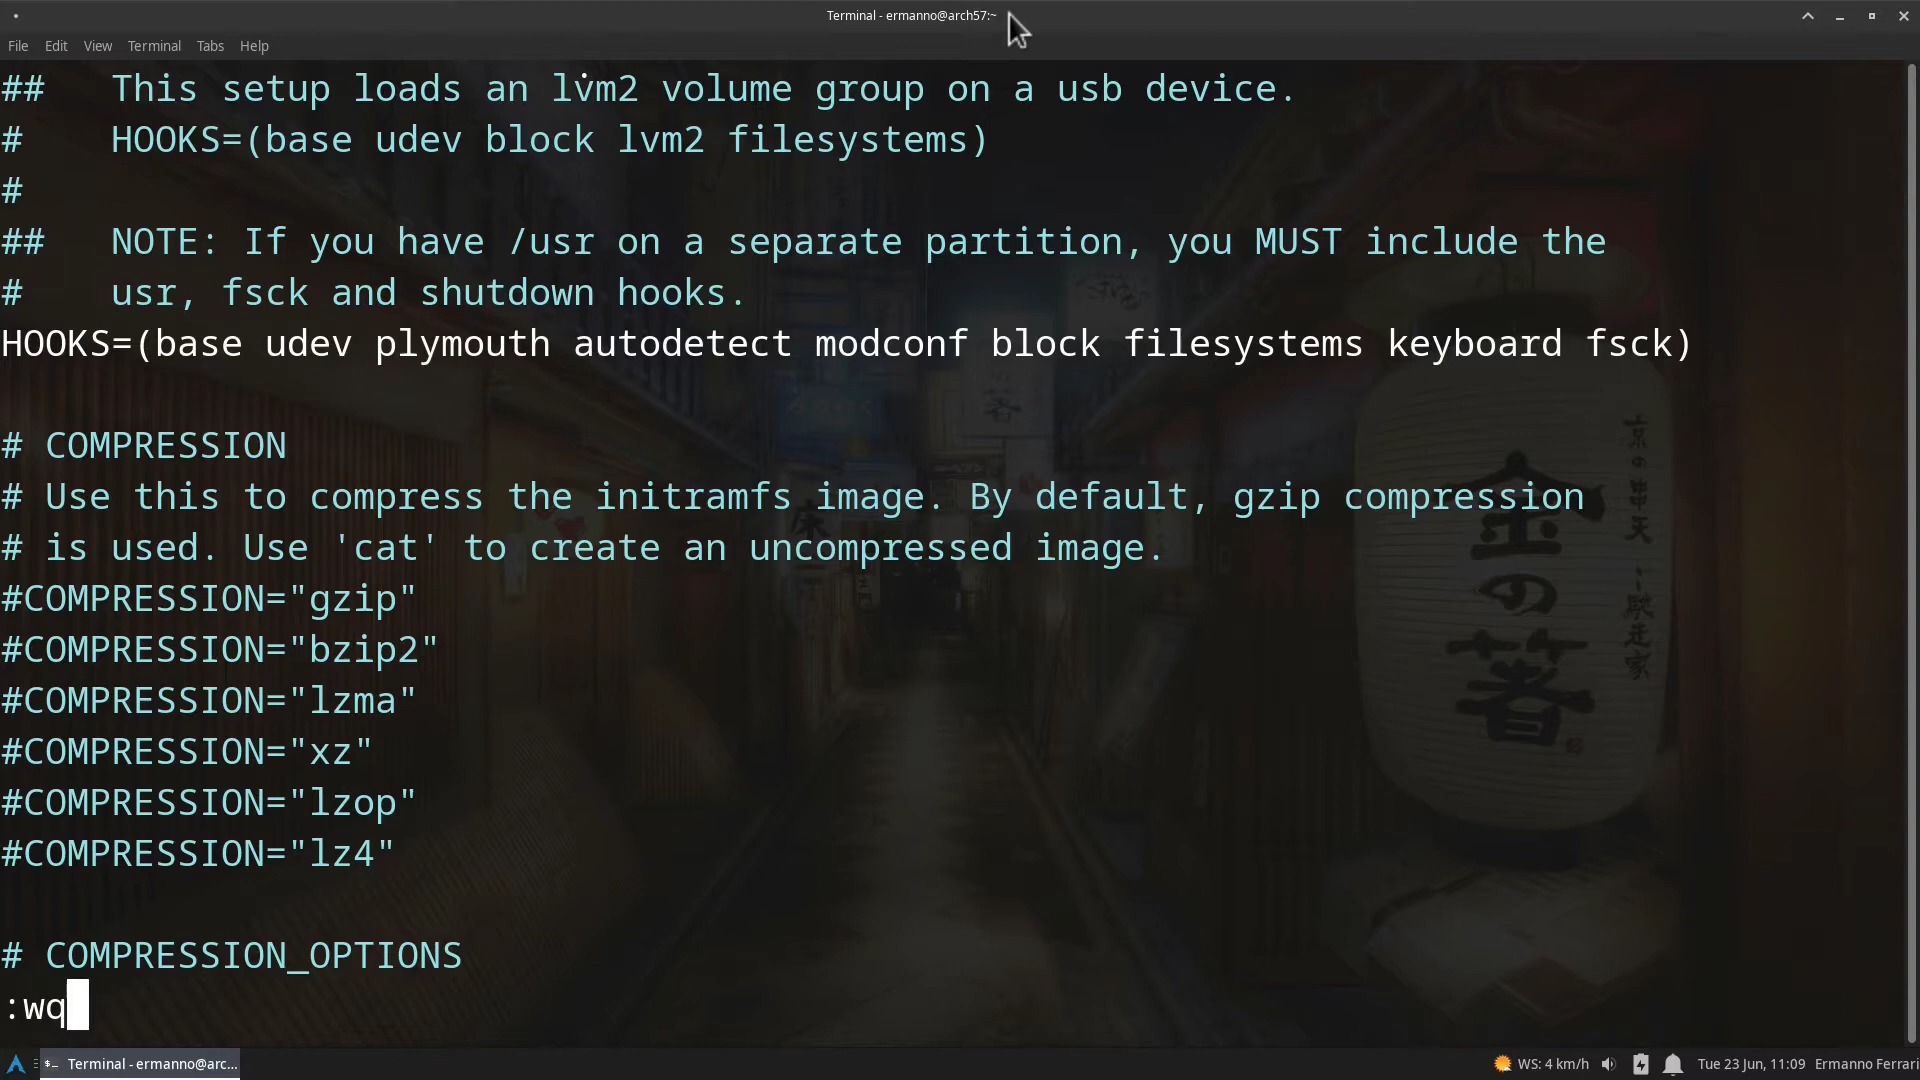 Terminal - ermanno@arch57:~
File Edit View Terminal Tabs Help
## This setup loads an lvm2 volume group on a usb device.
# HOOKS=(base udev block lvm2 filesystems)
#
## NOTE: If you have /usr on a separate partition, you MUST include the
# usr, fsck and shutdown hooks.
HOOKS=(base udev plymouth autodetect modconf block filesystems keyboard fsck)
# COMPRESSION
# Use this to compress the initramfs image. By default, gzip compression
# is used. Use 'cat' to create an uncompressed image.
#COMPRESSION="gzip"
#COMPRESSION="bzip2"
#COMPRESSION="lzma"
#COMPRESSION="xz"
#COMPRESSION="lzop"
#COMPRESSION="lz4"
# COMPRESSION_OPTIONS
:wq
Terminal - ermanno@arc...
WS: 4 km/h
Tue 23 Jun, 11:09
Ermanno Ferrari